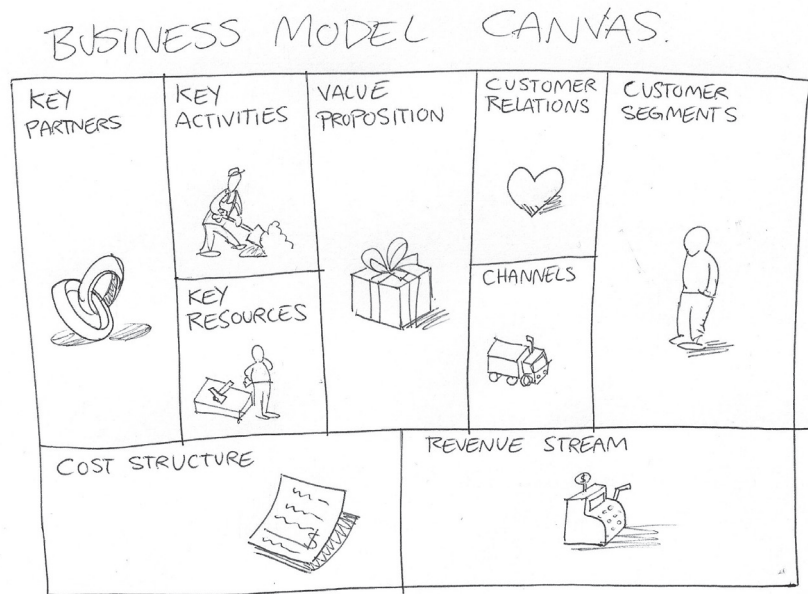 BUSINESS MODEL CANVAS.
KEY
PARTNERS
KEY
ACTIVITIES
KEY
RESOURCES
VALUE
PROPOSITION
CUSTOMER
RELATIONS
CHANNELS
CUSTOMER
SEGMENTS
COST STRUCTURE
$
REVENUE STREAM
$